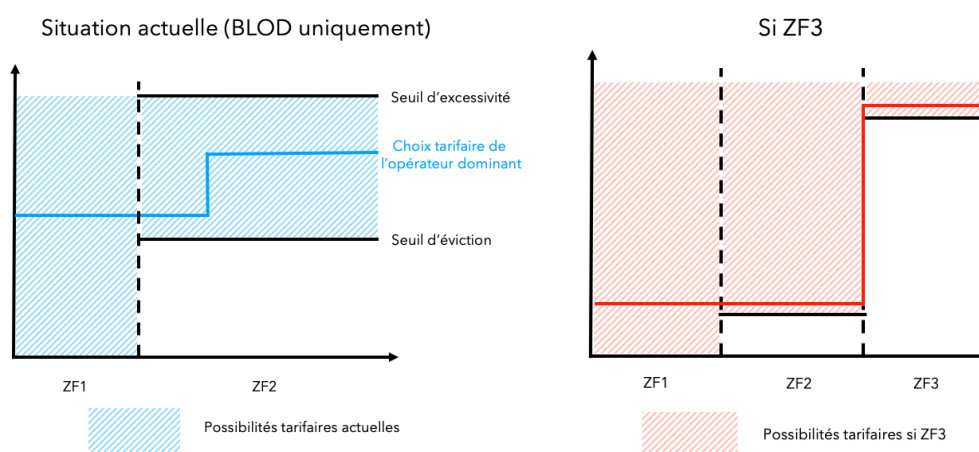 Situation actuelle (BLOD uniquement)
Seuil d'excessivité
Choix tarifaire de
l'opérateur dominant
Seuil d'éviction
ZF1
ZF2
Possibilités tarifaires actuelles
Si ZF3
ZF1
ZF2
ZF3
Possibilités tarifaires si ZF3